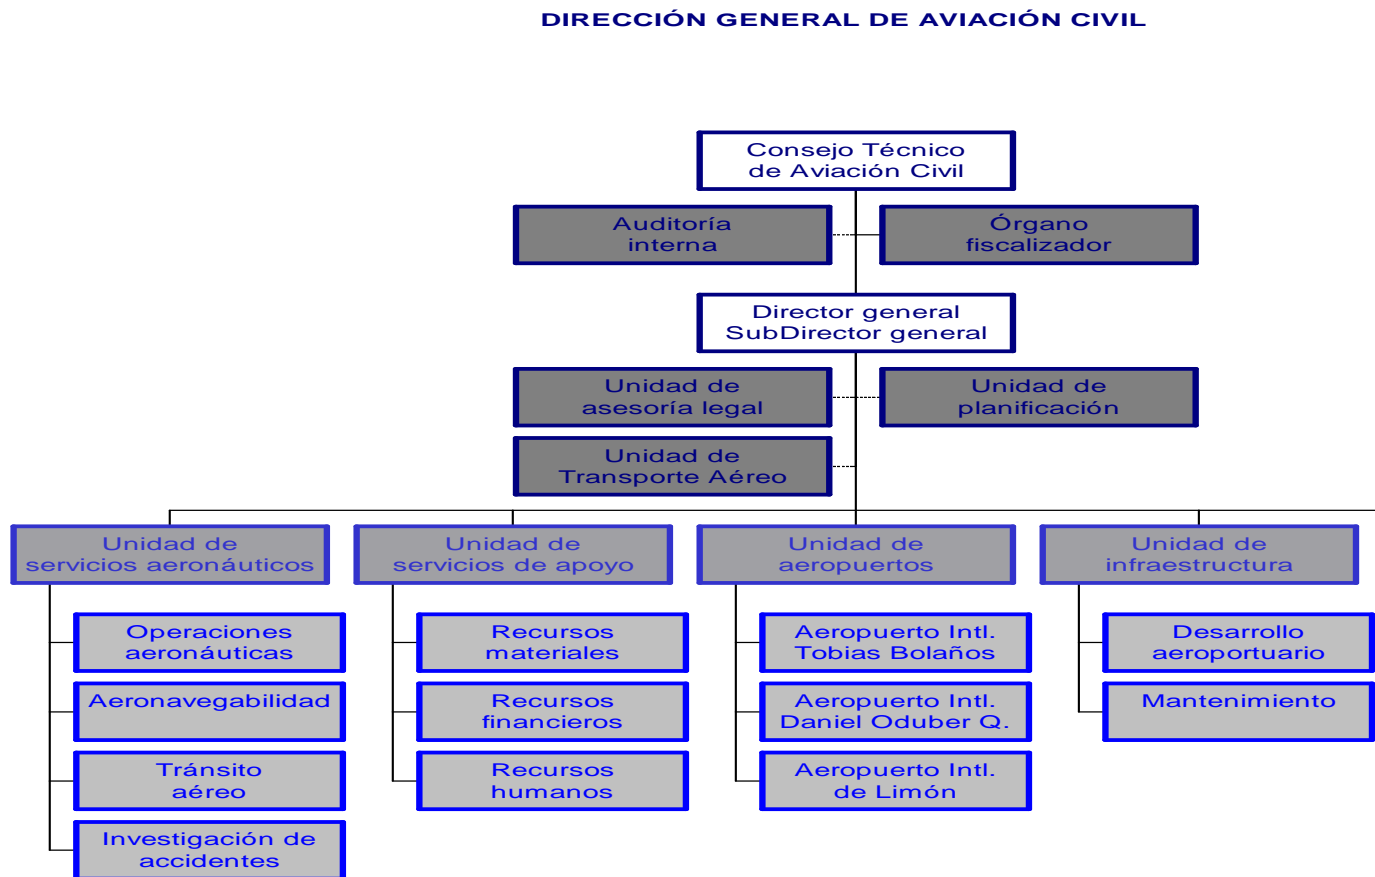 DIRECCIÓN GENERAL DE AVIACIÓN CIVIL
Consejo Técnico
de Aviación Civil
Auditoría
interna
Órgano
fiscalizador
Director general
SubDirector general
Unidad de
asesoría legal
Unidad de
planificación
Unidad de
Transporte Aéreo
Unidad de
servicios aeronáuticos
Unidad de
servicios de apoyo
Unidad de
aeropuertos
Unidad de
infraestructura
Operaciones
aeronáuticas
Aeronavegabilidad
Tránsito
aéreo
Investigación de
accidentes
Recursos
materiales
Recursos
financieros
Recursos
humanos
Aeropuerto Intl.
Tobias Bolaños
Aeropuerto Intl.
Daniel Oduber Q.
Aeropuerto Intl.
de Limón
Desarrollo
aeroportuario
Mantenimiento